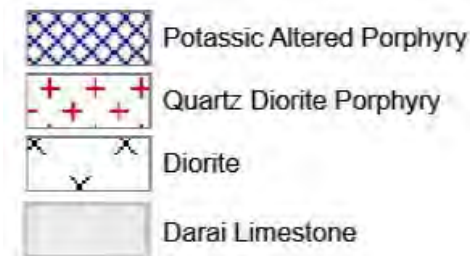 Potassic Altered Porphyry
Quartz Diorite Porphyry
Diorite
Darai Limestone